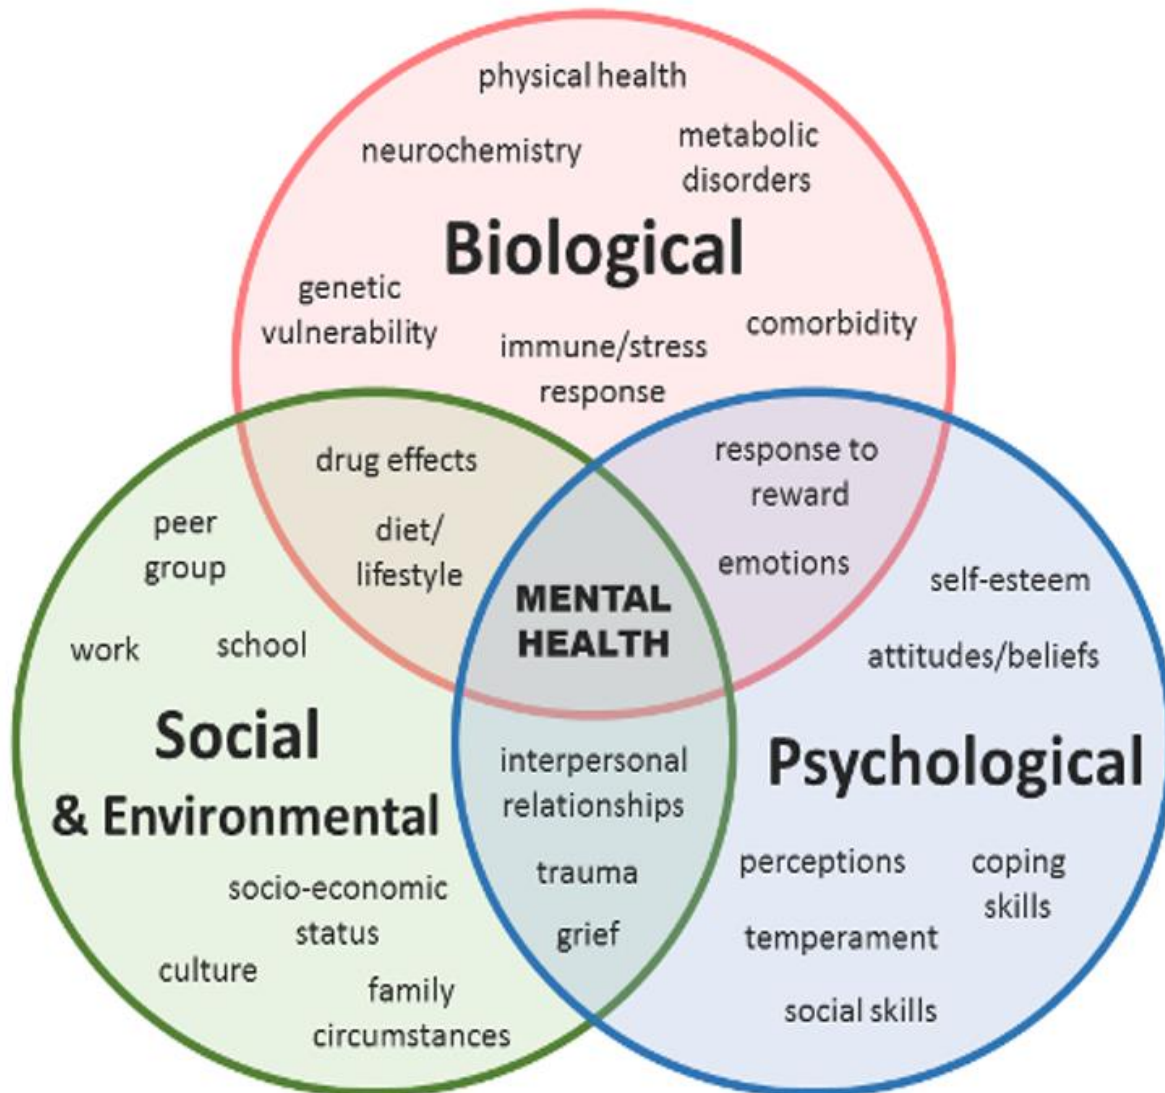 physical health
neurochemistry
metabolic
disorders
Biological
genetic
vulnerability
immune/stress
response
comorbidity
drug effects
diet/
lifestyle
response to
reward
emotions
MENTAL
HEALTH
peer
group
work
school
Social
& Environmental
socio-economic
status
culture
family
circumstances
interpersonal
relationships
trauma
grief
self-esteem
attitudes/beliefs
Psychological
perceptions
coping
skills
temperament
social skills